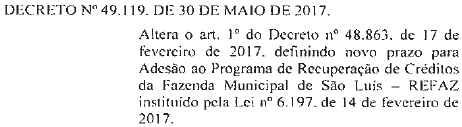 DECRETO Nº 49.119, DE 30 DE MAIO DE 2017.
Altera o art. 1º do Decreto nº 48.863, de 17 de
fevereiro de 2017, definindo novo prazo para
Adesão ao Programa de Recuperação de Créditos
da Fazenda Municipal de São Luis – REFAZ
instituído pela Lei nº 6.197, de 14 de fevereiro de
2017.